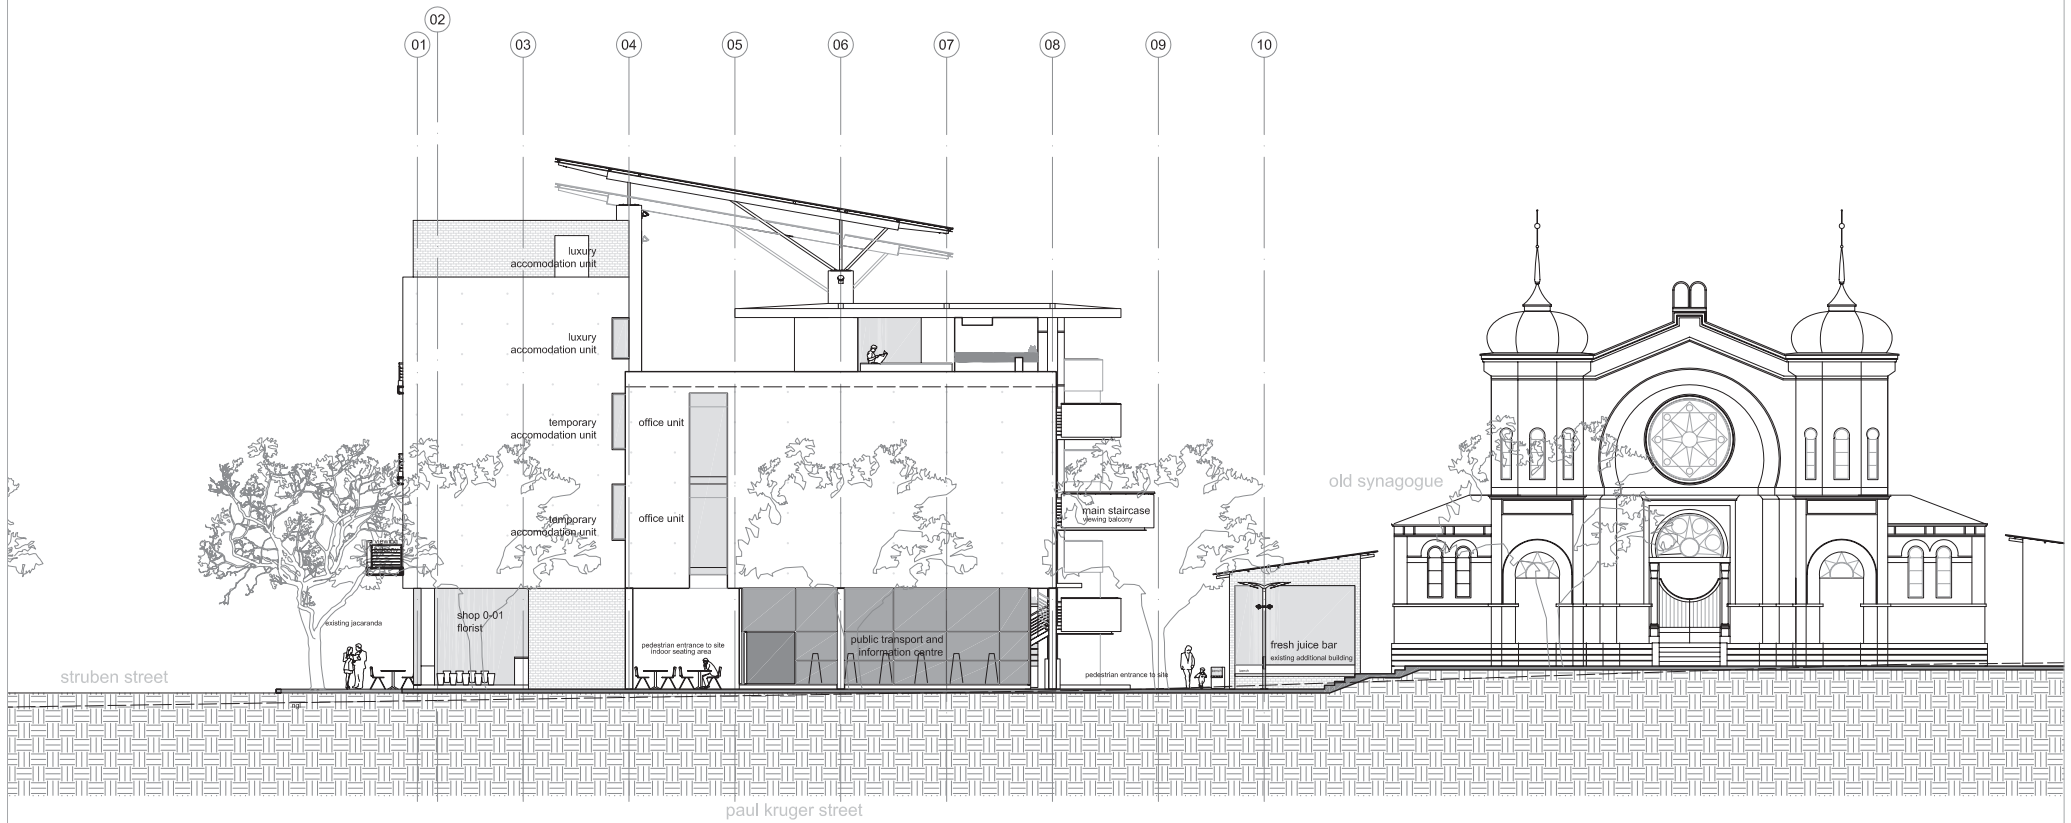 02
01
03
04
05
06
07
08
09
10
luxury
accomodation unit
luxury
accomodation unit
temporary
accomodation unit
office unit
temporary
accomodation unit
office unit
main staircase
viewing balcony
old synagogue
existing jacaranda
shop 0-01
florist
pedestrian entrance to site
indoor seating area
public transport and
information centre
fresh juice bar
existing additional building
pedestrian entrance to site
struben street
ngl
paul kruger street